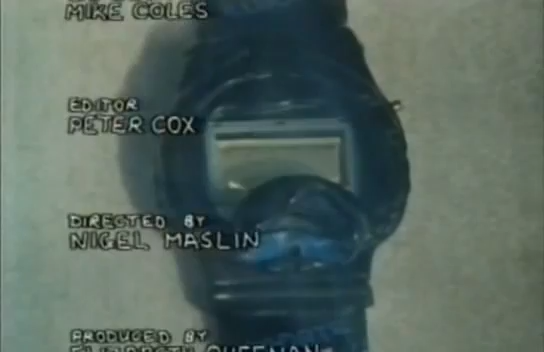 MIKE COLES
EDITOR
PETER COX
DIRECTED BY
NIGEL MASLIN
PRODUCED BY